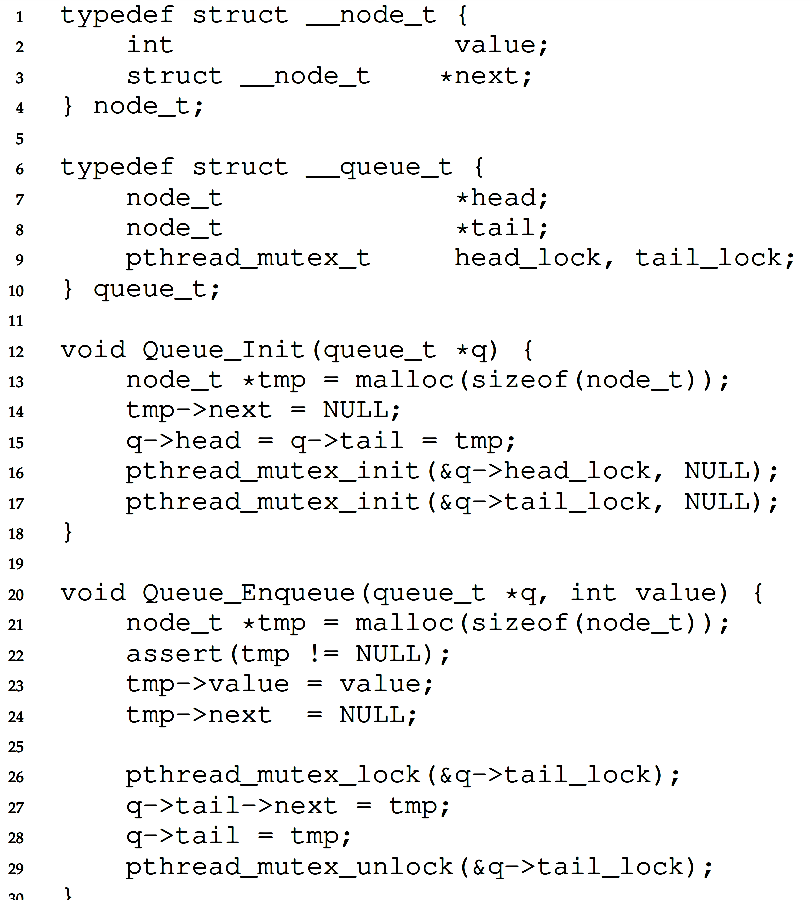 1 typedef struct __node_t {
2     int                 value;
3     struct __node_t    *next;
4 } node_t;
5
6 typedef struct __queue_t {
7     node_t              *head;
8     node_t              *tail;
9     pthread_mutex_t     head_lock, tail_lock;
10 } queue_t;
11
12 void Queue_Init(queue_t *q) {
13     node_t *tmp = malloc(sizeof(node_t));
14     tmp->next = NULL;
15     q->head = q->tail = tmp;
16     pthread_mutex_init(&q->head_lock, NULL);
17     pthread_mutex_init(&q->tail_lock, NULL);
18 }
19
20 void Queue_Enqueue(queue_t *q, int value) {
21     node_t *tmp = malloc(sizeof(node_t));
22     assert(tmp != NULL);
23     tmp->value = value;
24     tmp->next  = NULL;
25
26     pthread_mutex_lock(&q->tail_lock);
27     q->tail->next = tmp;
28     q->tail = tmp;
29     pthread_mutex_unlock(&q->tail_lock);
30 }